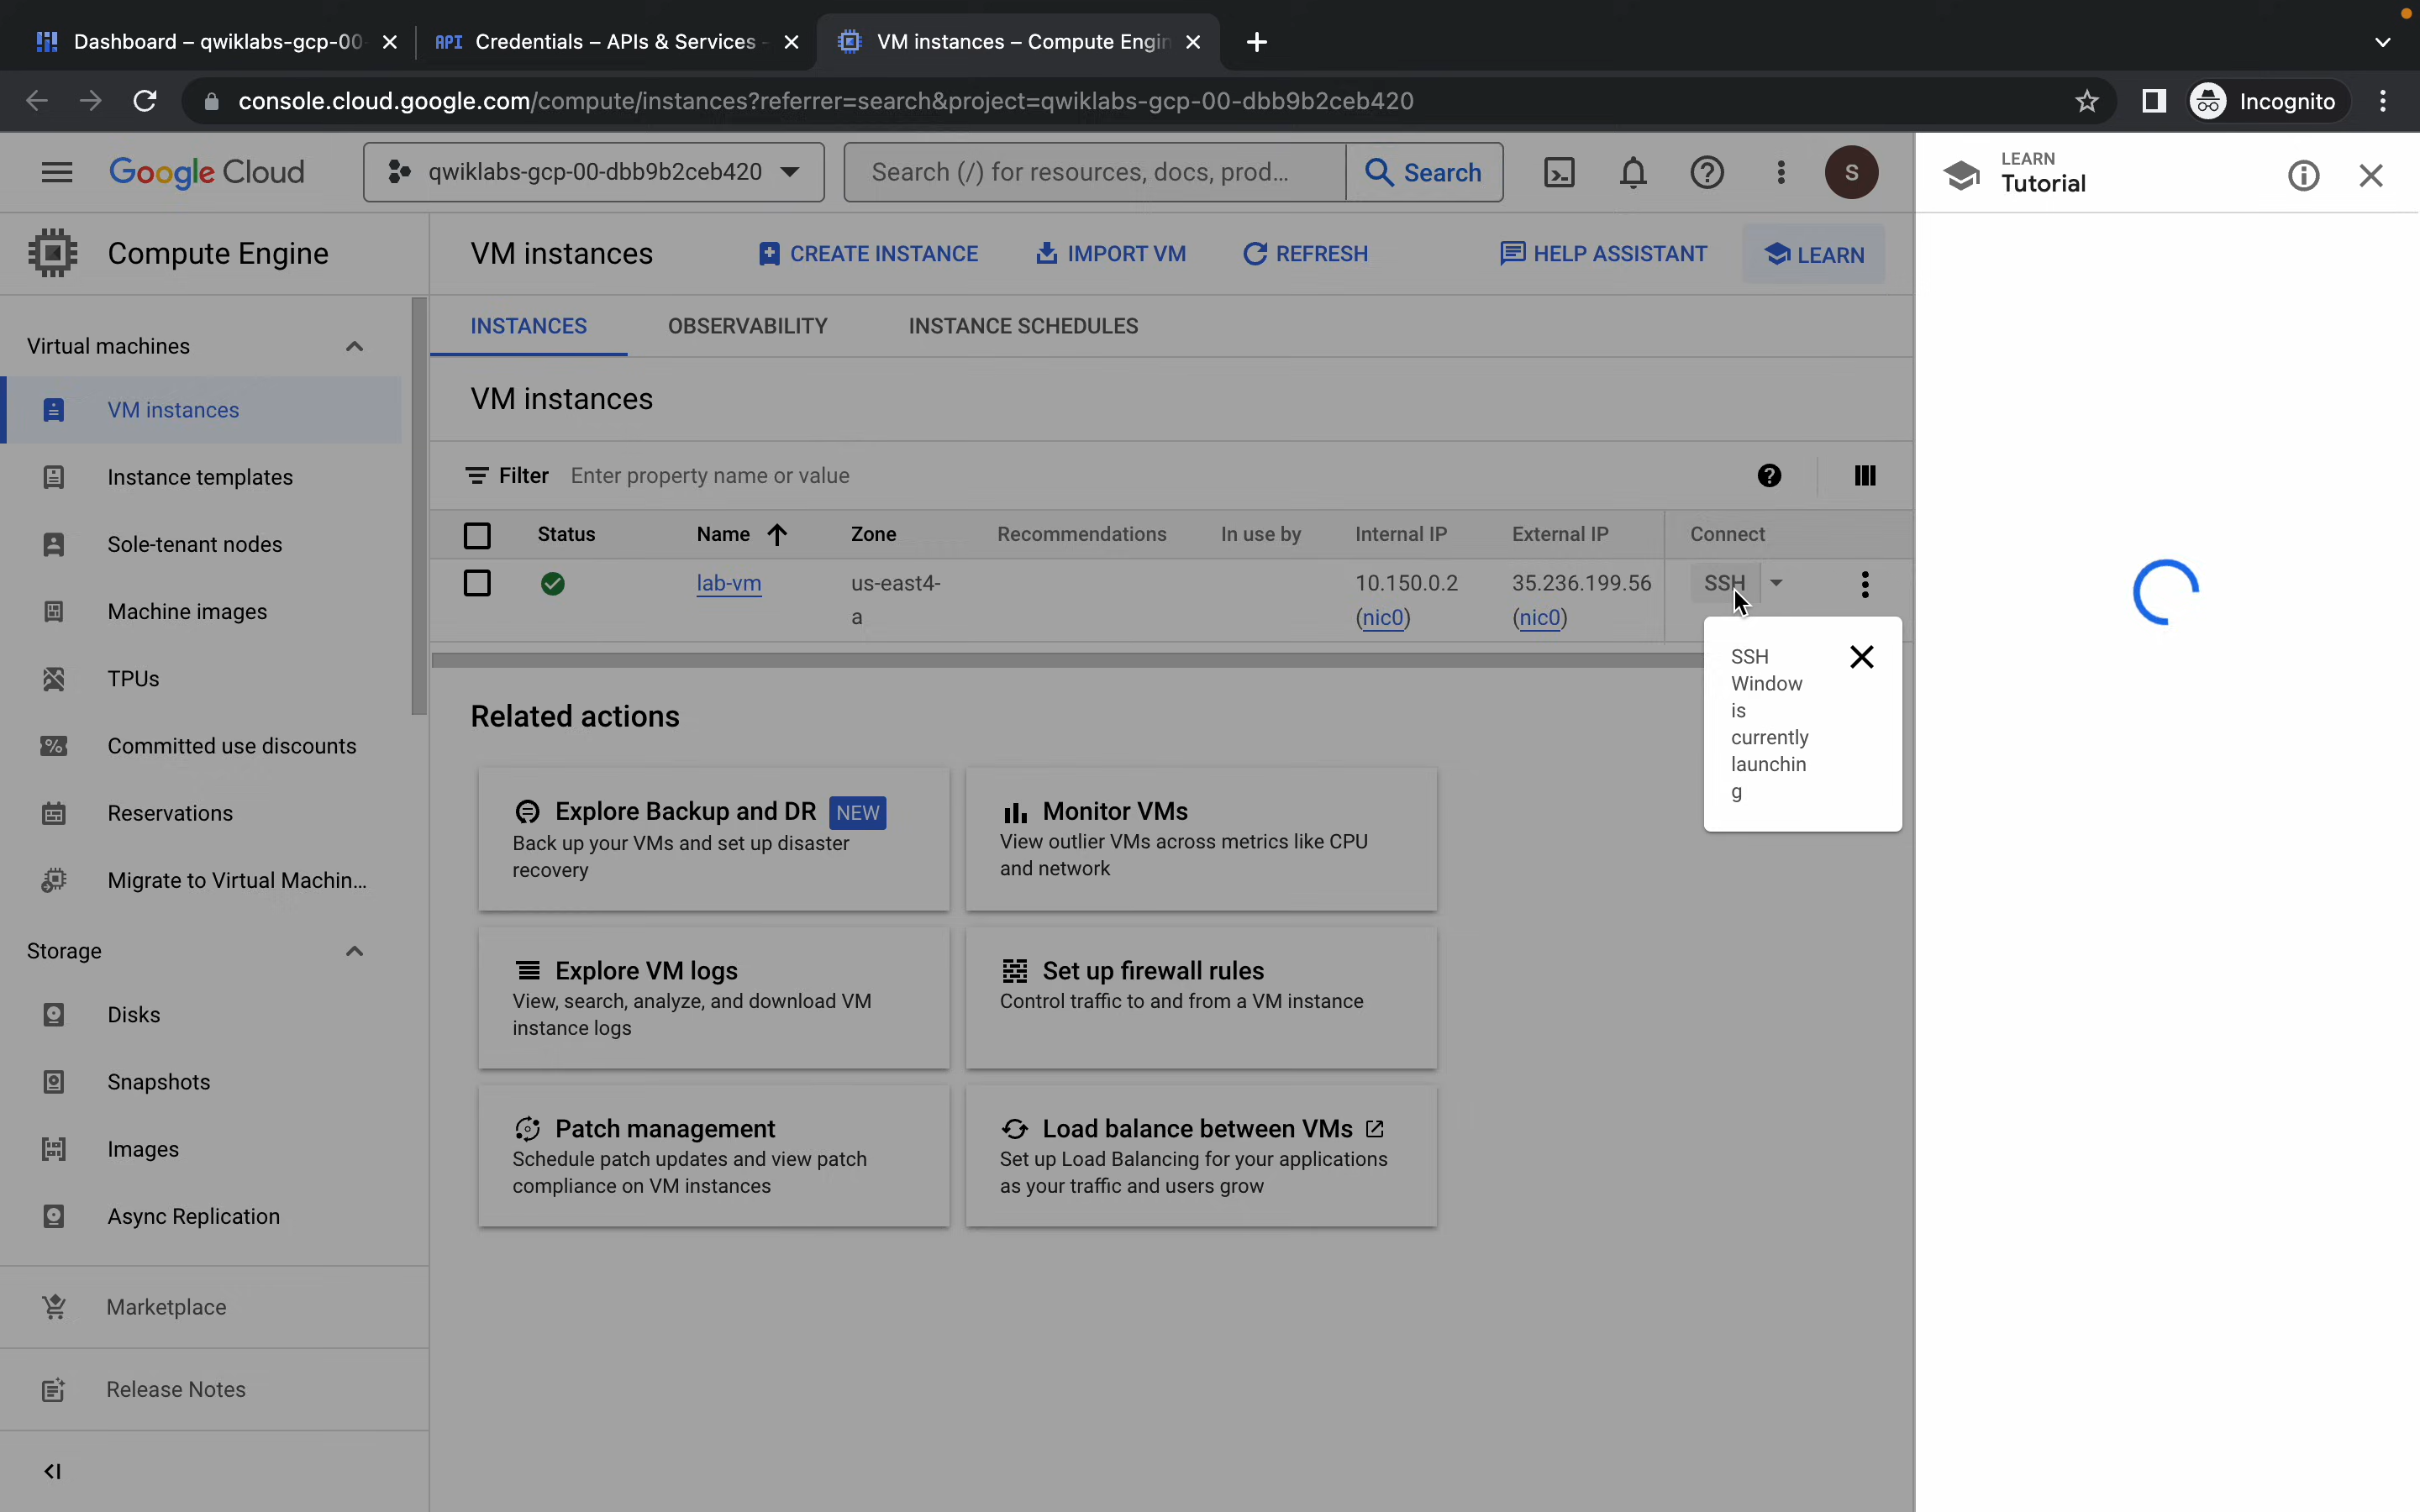 Dashboard – qwiklabs-gcp-00
API Credentials – APIs & Services -
VM instances – Compute Engin
console.cloud.google.com/compute/instances?referrer=search&project=qwiklabs-gcp-00-dbb9b2ceb420
Incognito
Google Cloud
qwiklabs-gcp-00-dbb9b2ceb420
Search (/) for resources, docs, prod...
Search
S
LEARN
Tutorial
Compute Engine
VM instances
CREATE INSTANCE
IMPORT VM
REFRESH
HELP ASSISTANT
LEARN
Virtual machines
VM instances
Instance templates
Sole-tenant nodes
Machine images
TPUs
Committed use discounts
Reservations
Migrate to Virtual Machin...
Storage
Disks
Snapshots
Images
Async Replication
Marketplace
Release Notes
INSTANCES
OBSERVABILITY
INSTANCE SCHEDULES
VM instances
Filter Enter property name or value
Status Name Zone Recommendations In use by Internal IP External IP Connect
lab-vm us-east4- 10.150.0.2 35.236.199.56 SSH
a (nic0) (nic0)
SSH
Window
is
currently
launchin
g
Related actions
Explore Backup and DR NEW
Back up your VMs and set up disaster
recovery
Monitor VMs
View outlier VMs across metrics like CPU
and network
Explore VM logs
View, search, analyze, and download VM
instance logs
Set up firewall rules
Control traffic to and from a VM instance
Patch management
Schedule patch updates and view patch
compliance on VM instances
Load balance between VMs
Set up Load Balancing for your applications
as your traffic and users grow